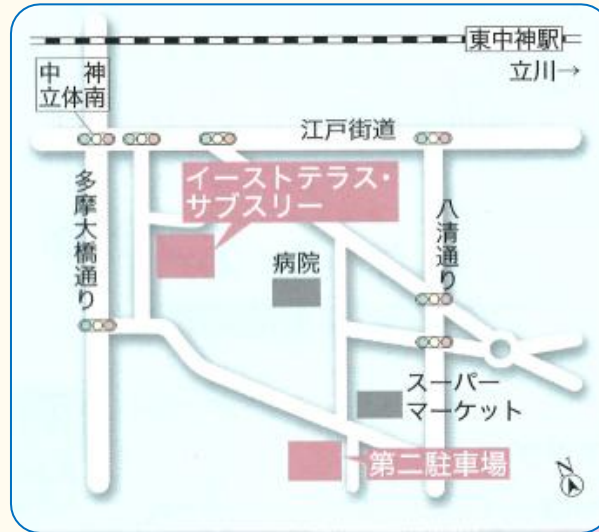 東中神駅
立川→
中神
立体南
江戸街道
イーストテラス・
サブスリー
多摩大橋通り
八清通り
病院
スーパー
マーケット
第二駐車場
N